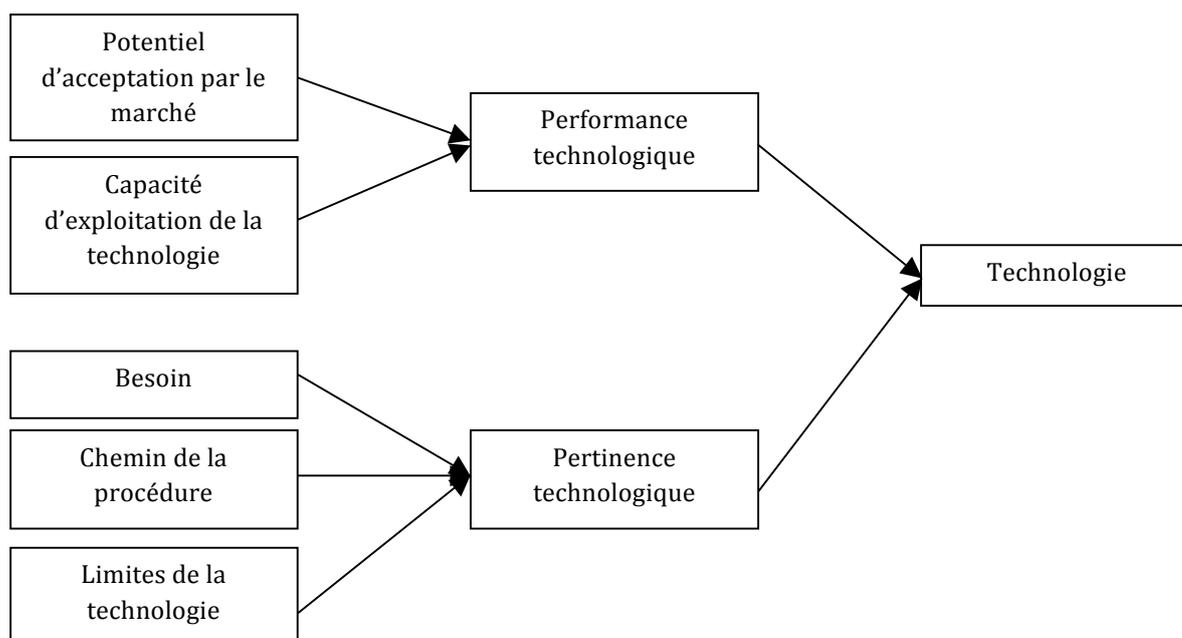 Potentiel
d’acceptation par le
marché
Capacité
d’exploitation de la
technologie
Performance
technologique
Technologie
Besoin
Chemin de la
procédure
Limites de la
technologie
Pertinence
technologique